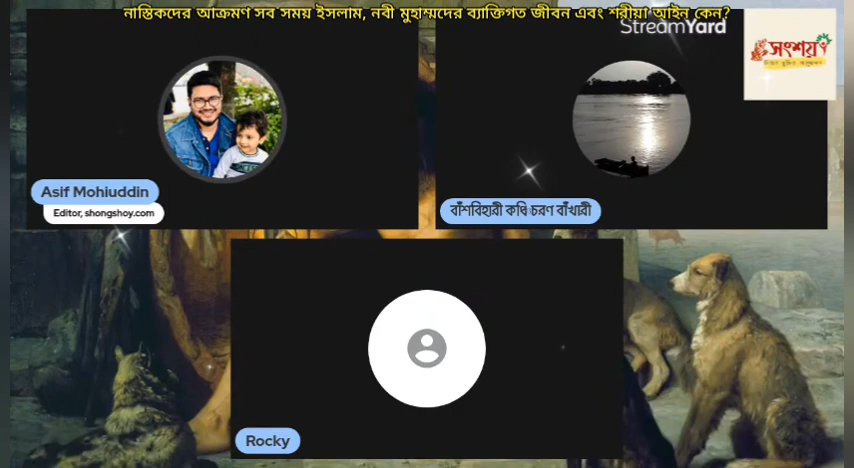 নাস্তিকদের আক্রমণ সব সময় ইসলাম, নবী মুহাম্মদের ব্যাক্তিগত জীবন এবং শরীয়া আইন কেন?
StreamYard
সংশয়
Asif Mohiuddin
Editor, shongshoy.com
বাঁশবিহারী কধি চরণ বাঁখারী
Rocky